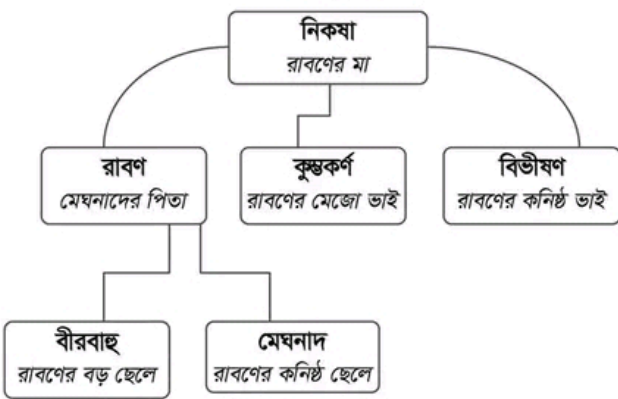 নিকষা
রাবণের মা
রাবণ
মেঘনাদের পিতা
কুম্ভকর্ণ
রাবণের মেজো ভাই
বিভীষণ
রাবণের কনিষ্ঠ ভাই
বীরবাহু
রাবণের বড় ছেলে
মেঘনাদ
রাবণের কনিষ্ঠ ছেলে